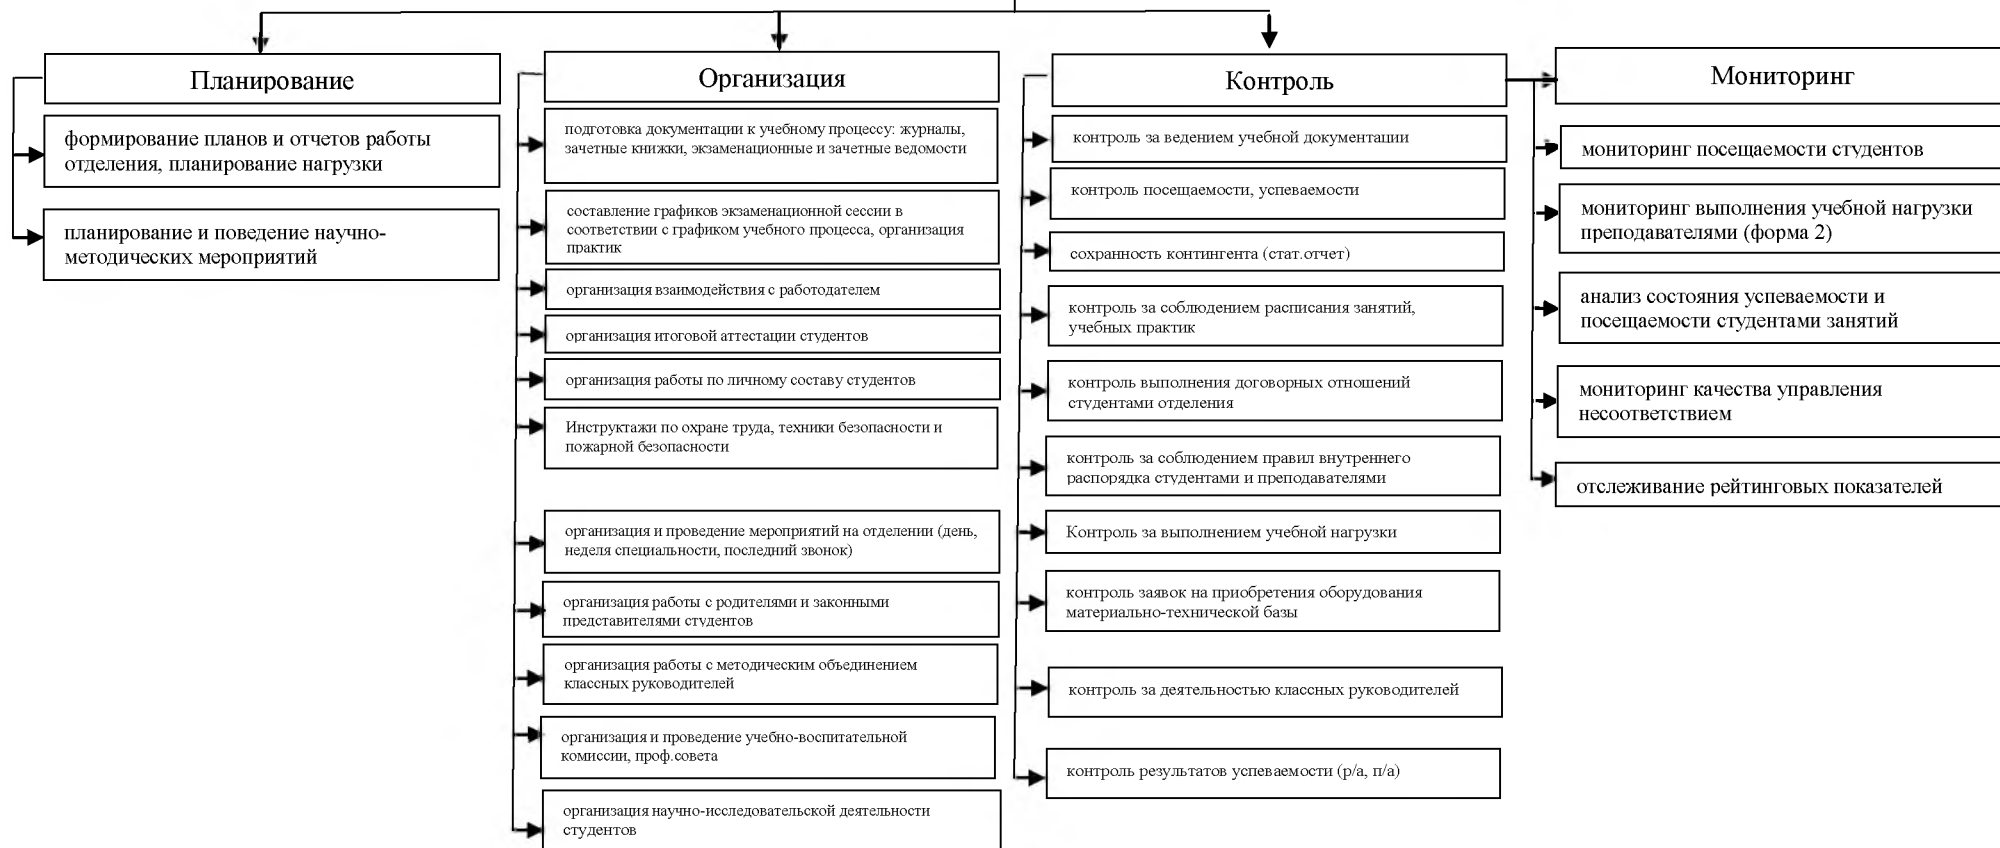 Планирование
формирование планов и отчетов работы
отделения, планирование нагрузки
планирование и поведение научно-
методических мероприятий
Организация
подготовка документации к учебному процессу: журналы,
зачетные книжки, экзаменационные и зачетные ведомости
составление графиков экзаменационной сессии в
соответствии с графиком учебного процесса, организация
практик
организация взаимодействия с работодателем
организация итоговой аттестации студентов
организация работы по личному составу студентов
Инструктажи по охране труда, техники безопасности и
пожарной безопасности
организация и проведение мероприятий на отделении (день,
неделя специальности, последний звонок)
организация работы с родителями и законными
представителями студентов
организация работы с методическим объединением
классных руководителей
организация и проведение учебно-воспитательной
комиссии, проф.совета
организация научно-исследовательской деятельности
студентов
Контроль
контроль за ведением учебной документации
контроль посещаемости, успеваемости
сохранность контингента (стат.отчет)
контроль за соблюдением расписания занятий,
учебных практик
контроль выполнения договорных отношений
студентами отделения
контроль за соблюдением правил внутреннего
распорядка студентами и преподавателями
Контроль за выполнением учебной нагрузки
контроль заявок на приобретения оборудования
материально-технической базы
контроль за деятельностью классных руководителей
контроль результатов успеваемости (р/а, п/а)
Мониторинг
мониторинг посещаемости студентов
мониторинг выполнения учебной нагрузки
преподавателями (форма 2)
анализ состояния успеваемости и
посещаемости студентами занятий
мониторинг качества управления
несоответствием
отслеживание рейтинговых показателей